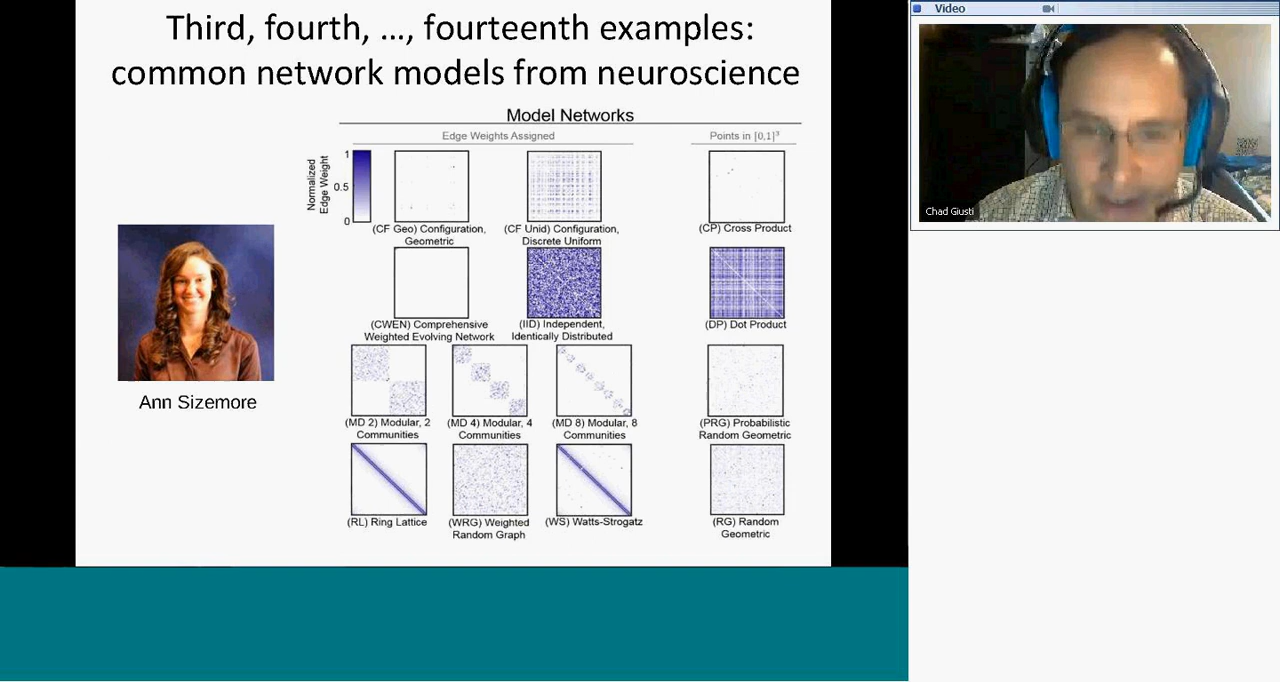 Third, fourth, ..., fourteenth examples:
common network models from neuroscience
Model Networks
Edge Weights Assigned
Points in [0,1]³
Normalized
Edge Weight
1
0.5
0
(CF Geo) Configuration,
Geometric
(CF Unid) Configuration,
Discrete Uniform
(CP) Cross Product
(CWEN) Comprehensive
Weighted Evolving Network
(IID) Independent,
Identically Distributed
(DP) Dot Product
(MD 2) Modular, 2
Communities
(MD 4) Modular, 4
Communities
(MD 8) Modular, 8
Communities
(PRG) Probabilistic
Random Geometric
(RL) Ring Lattice
(WRG) Weighted
Random Graph
(WS) Watts-Strogatz
(RG) Random
Geometric
Ann Sizemore
Video
Chad Giusti